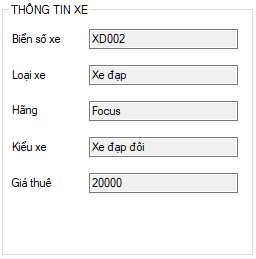 THÔNG TIN XE
Biển số xe XD002
Loại xe Xe đạp
Hãng Focus
Kiểu xe Xe đạp đôi
Giá thuê 20000